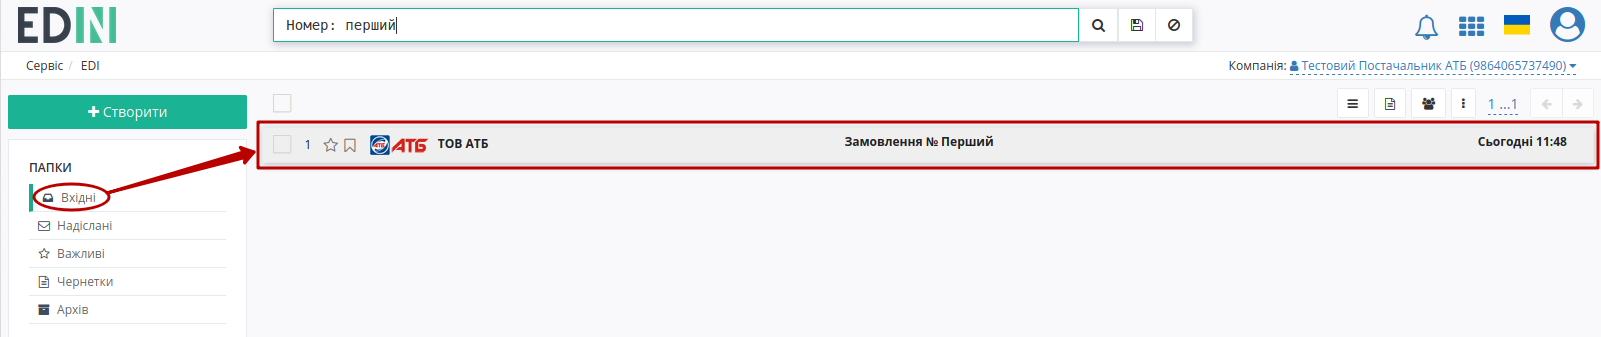 EDIN
Номер: перший
Сервіс / EDI
Компанія: Тестовий Постачальник АТБ (9864065737490)
+ Створити
1 ...1
1 АТБ АТБ ТОВ АТБ Замовлення № Перший Сьогодні 11:48
ПАПКИ
Вхідні
Надіслані
Важливі
Чернетки
Архів